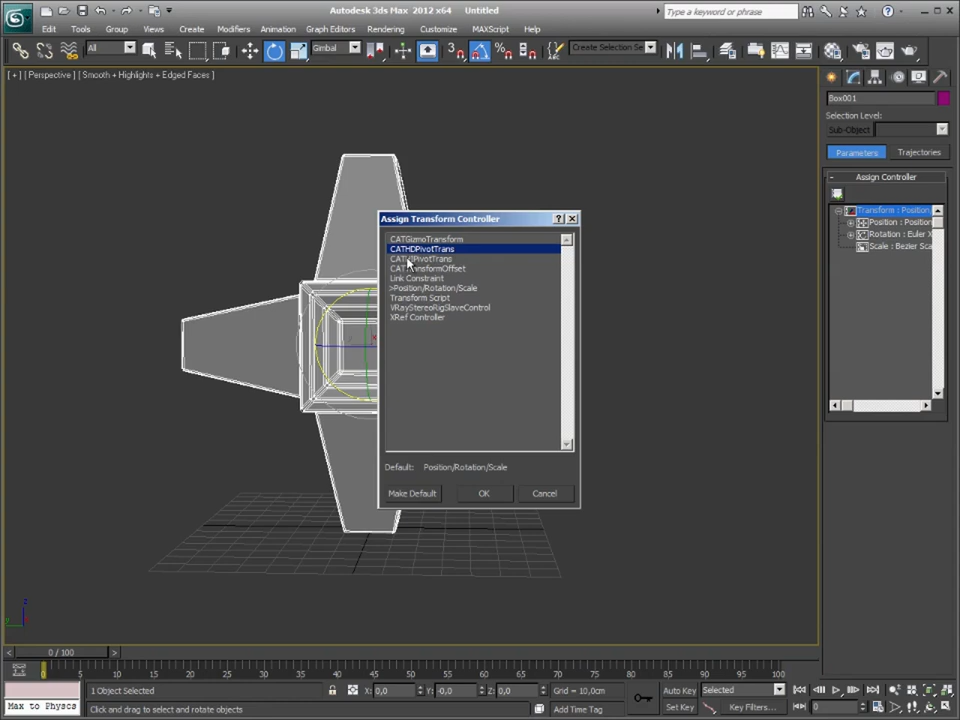 Autodesk 3ds Max 2012 x64 Untitled
Type a keyword or phrase
Edit Tools Group Views Create Modifiers Animation Graph Editors Rendering Customize MAXScript Help
All
Gimbal
Create Selection Se
[ + ] [ Perspective ] [ Smooth + Highlights + Edged Faces ]
Box001
Selection Level:
Sub-Object
Parameters Trajectories
- Assign Controller
Transform : Position
Position : Position
Rotation : Euler X
Scale : Bezier Sca
Assign Transform Controller
CATGizmoTransform
CATHDPivotTrans
CATHIPivotTrans
CATTransformOffset
Link Constraint
>Position/Rotation/Scale
Transform Script
VRayStereoRigSlaveControl
XRef Controller
Default: Position/Rotation/Scale
Make Default OK Cancel
z
y
x
< 0 / 100 >
0 5 10 15 20 25 30 35 40 45 50 55 60 65 70 75 80 85 90 95 100
1 Object Selected X: 0,0 Y: -0,0 Z: 0,0 Grid = 10,0cm Auto Key Selected
Max to Physics Click and drag to select and rotate objects Add Time Tag Set Key Key Filters... 0